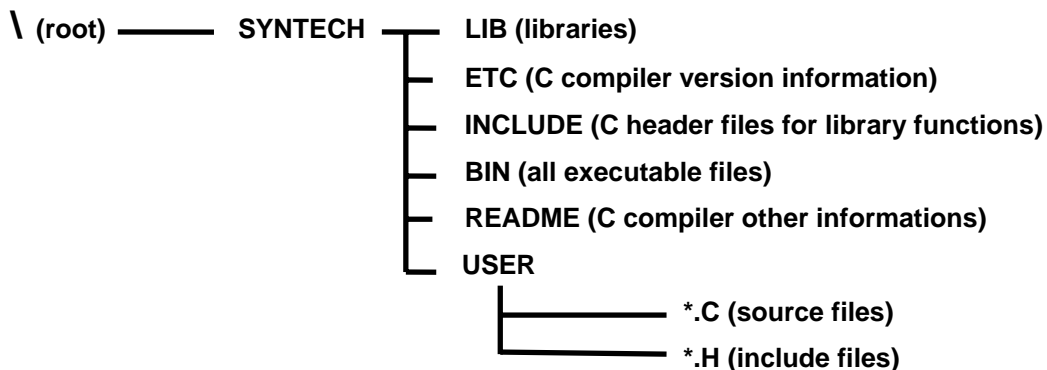 \ (root) SYNTECH LIB (libraries)
ETC (C compiler version information)
INCLUDE (C header files for library functions)
BIN (all executable files)
README (C compiler other informations)
USER
*.C (source files)
*.H (include files)